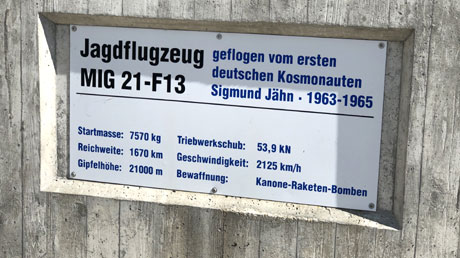 Jagdflugzeug
MIG 21-F13
geflogen vom ersten
deutschen Kosmonauten
Sigmund Jähn · 1963-1965
Startmasse: 7570 kg
Reichweite: 1670 km
Gipfelhöhe: 21000 m
Triebwerkschub: 53,9 KN
Geschwindigkeit: 2125 km/h
Bewaffnung: Kanone-Raketen-Bomben